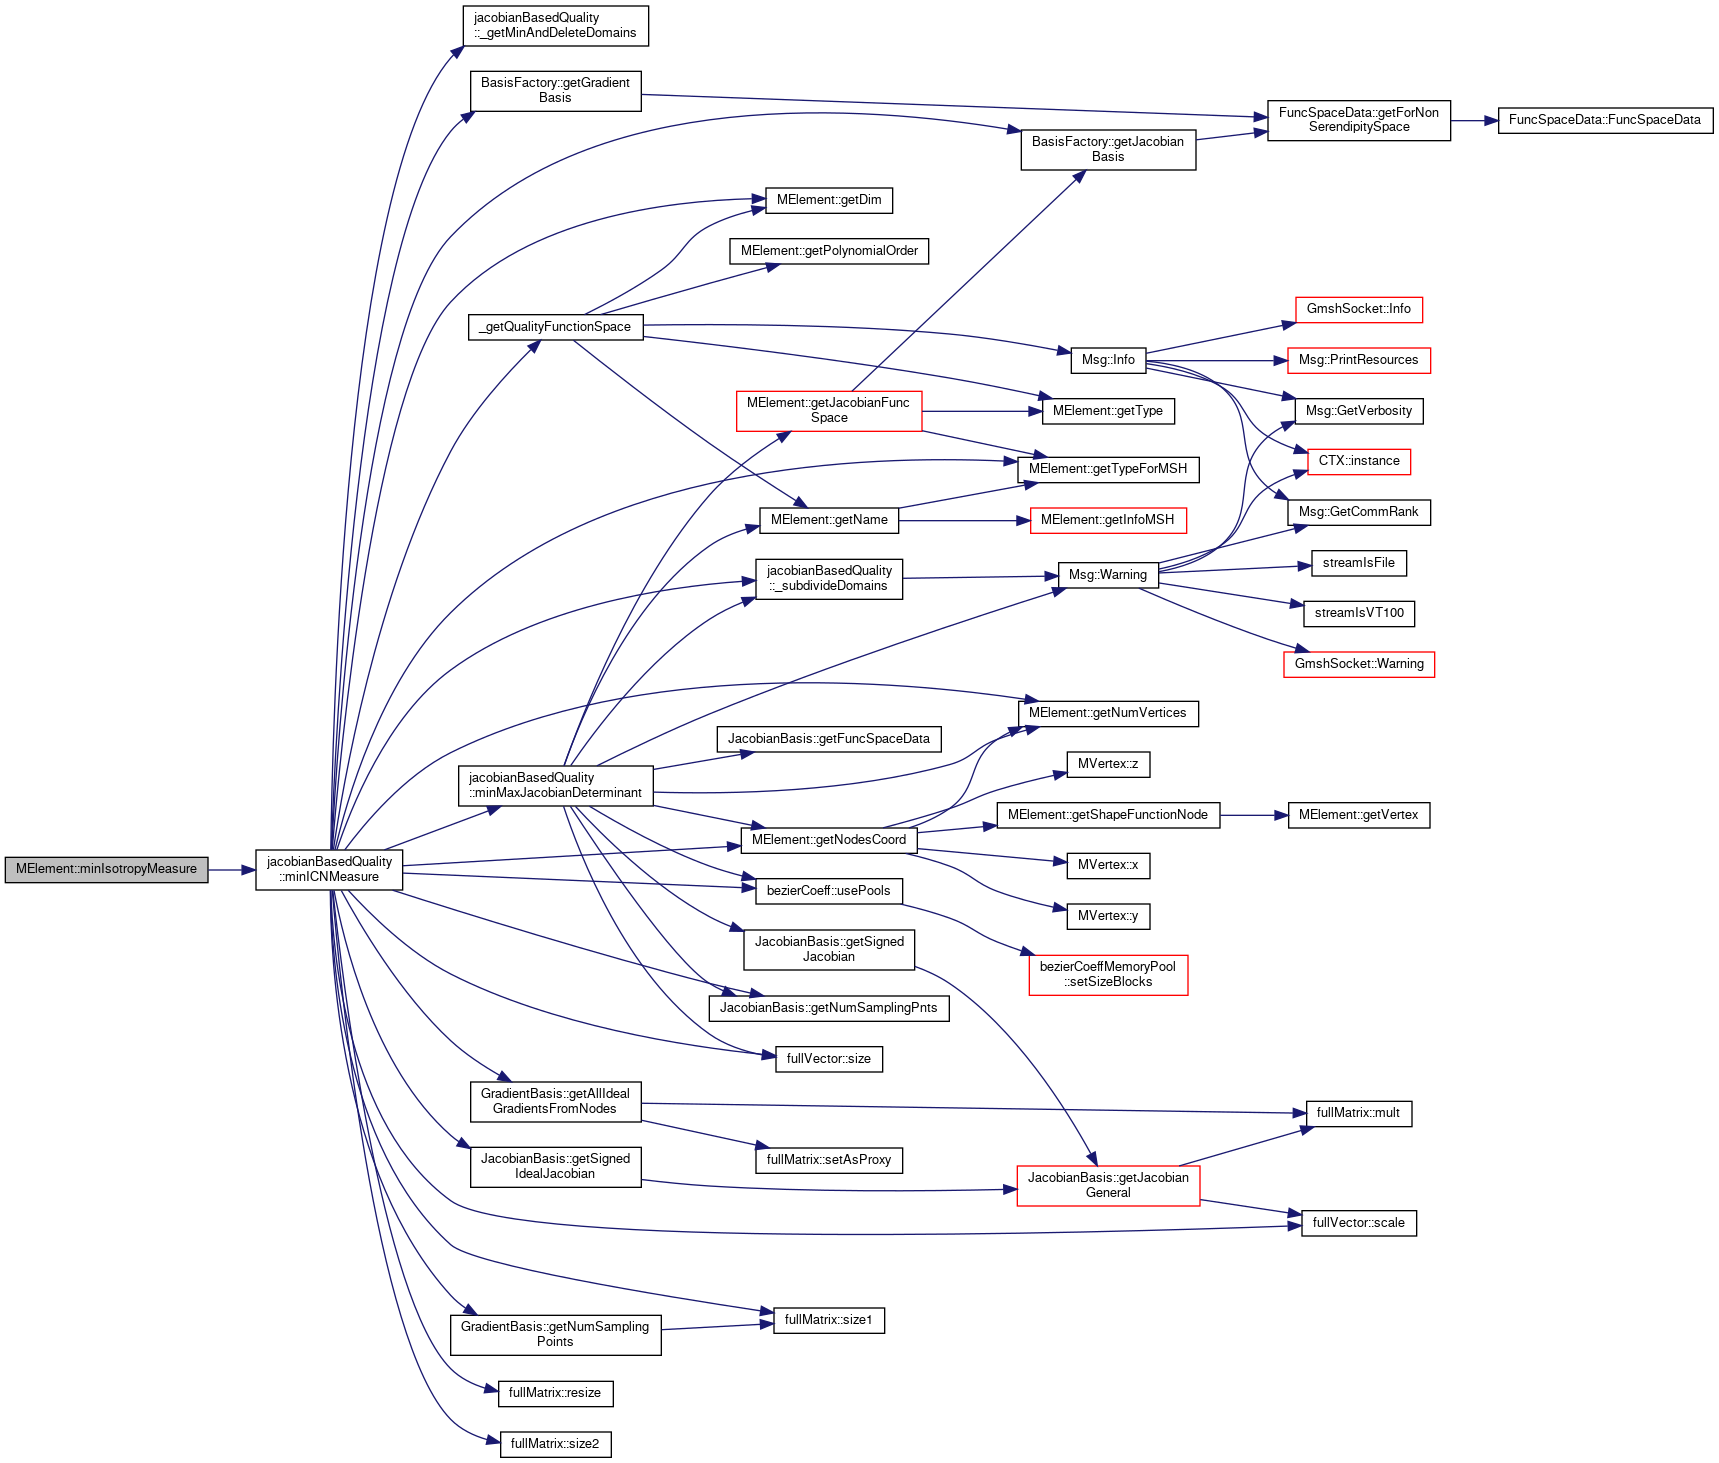 jacobianBasedQuality
::_getMinAndDeleteDomains
BasisFactory::getGradient
Basis
FuncSpaceData::getForNon
SerendipitySpace
FuncSpaceData::FuncSpaceData
BasisFactory::getJacobian
Basis
MElement::getDim
MElement::getPolynomialOrder
_getQualityFunctionSpace
GmshSocket::Info
Msg::Info
Msg::PrintResources
MElement::getJacobianFunc
Space
MElement::getType
Msg::GetVerbosity
MElement::getTypeForMSH
CTX::instance
MElement::getName
MElement::getInfoMSH
Msg::GetCommRank
jacobianBasedQuality
::_subdivideDomains
Msg::Warning
streamIsFile
streamIsVT100
GmshSocket::Warning
MElement::getNumVertices
JacobianBasis::getFuncSpaceData
jacobianBasedQuality
::minMaxJacobianDeterminant
MVertex::z
MElement::getNodesCoord
MElement::getShapeFunctionNode
MElement::getVertex
MElement::minIsotropyMeasure
jacobianBasedQuality
::minICNMeasure
MVertex::x
bezierCoeff::usePools
MVertex::y
JacobianBasis::getSigned
Jacobian
bezierCoeffMemoryPool
::setSizeBlocks
JacobianBasis::getNumSamplingPnts
fullVector::size
GradientBasis::getAllIdeal
GradientsFromNodes
fullMatrix::mult
JacobianBasis::getSigned
IdealJacobian
fullMatrix::setAsProxy
JacobianBasis::getJacobian
General
fullVector::scale
GradientBasis::getNumSampling
Points
fullMatrix::size1
fullMatrix::resize
fullMatrix::size2